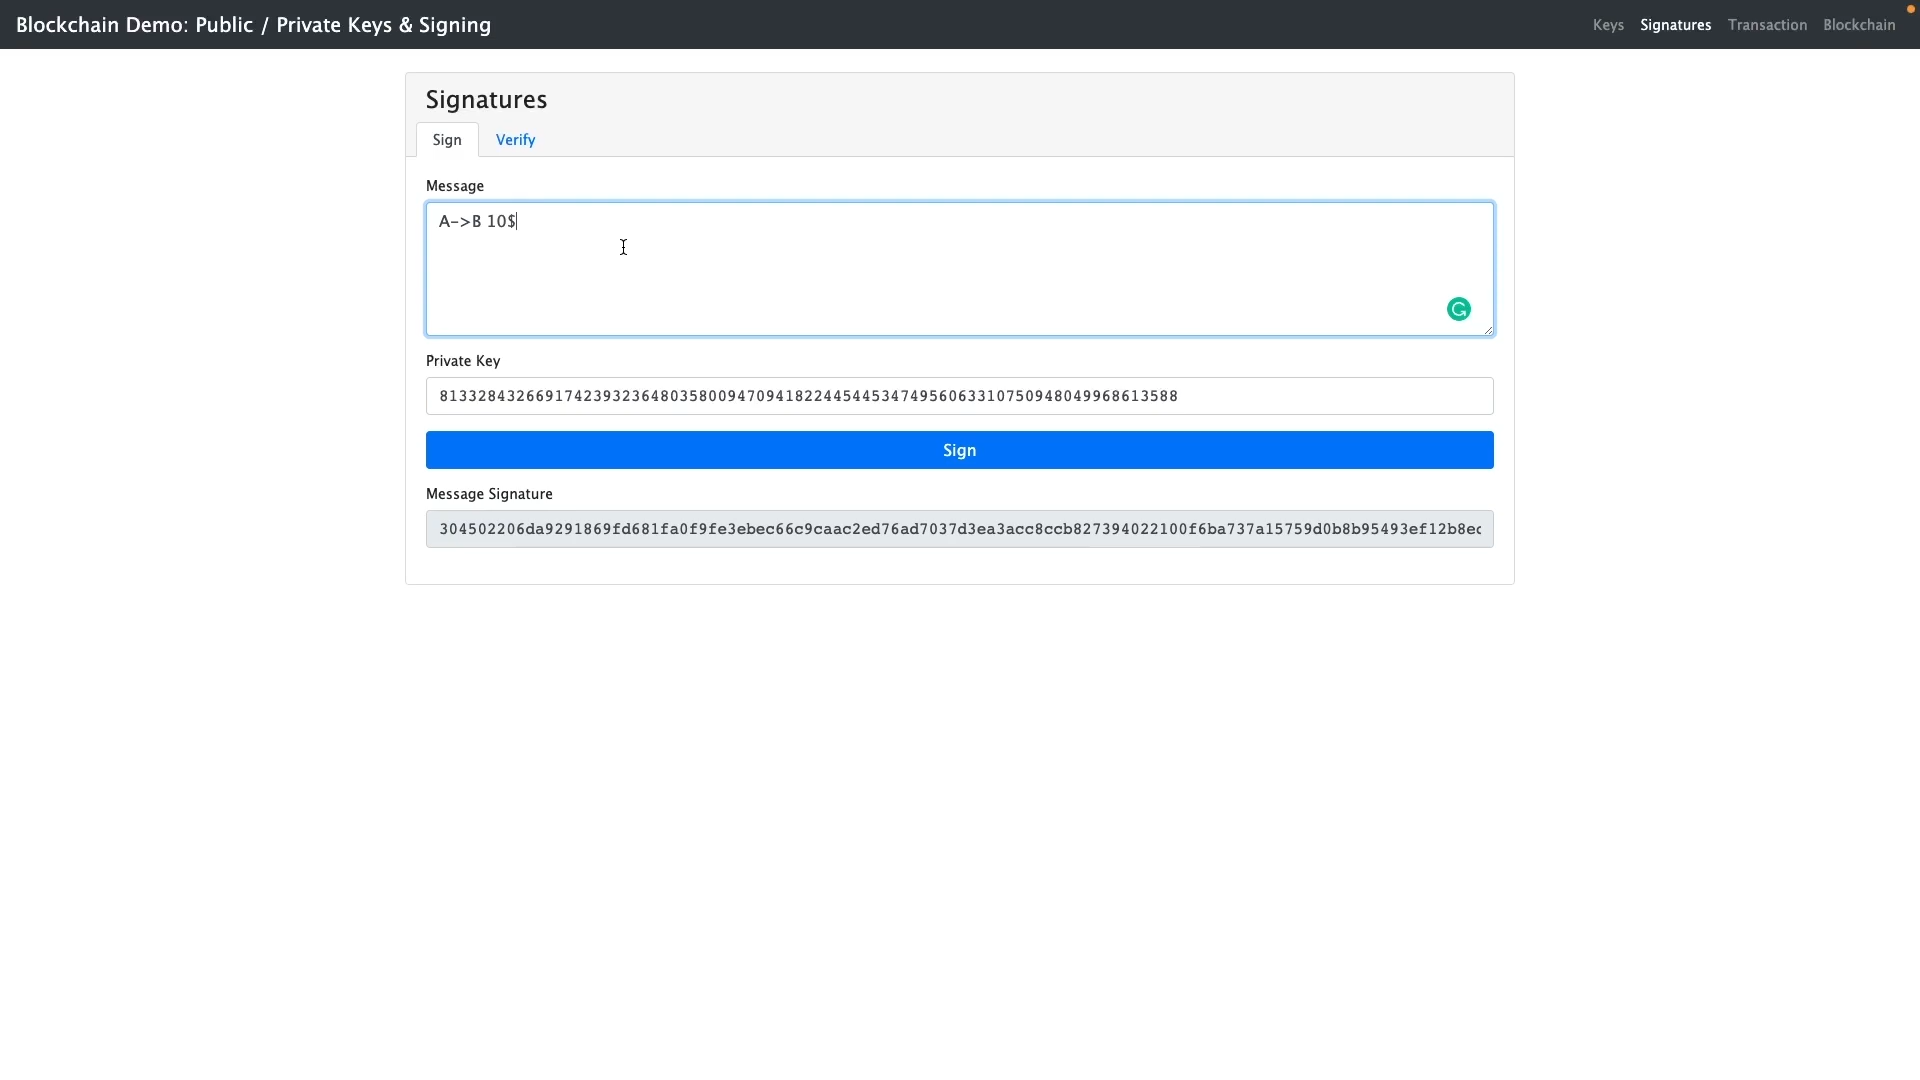 Blockchain Demo: Public / Private Keys & Signing
Keys Signatures Transaction Blockchain
Signatures
Sign Verify
Message
A->B 10$
Private Key
81332843266917423932364803580094709418224454453474956063310750948049968613588
Sign
Message Signature
304502206da9291869fd681fa0f9fe3ebec66c9caac2ed76ad7037d3ea3acc8ccb827394022100f6ba737a15759d0b8b95493ef12b8ec